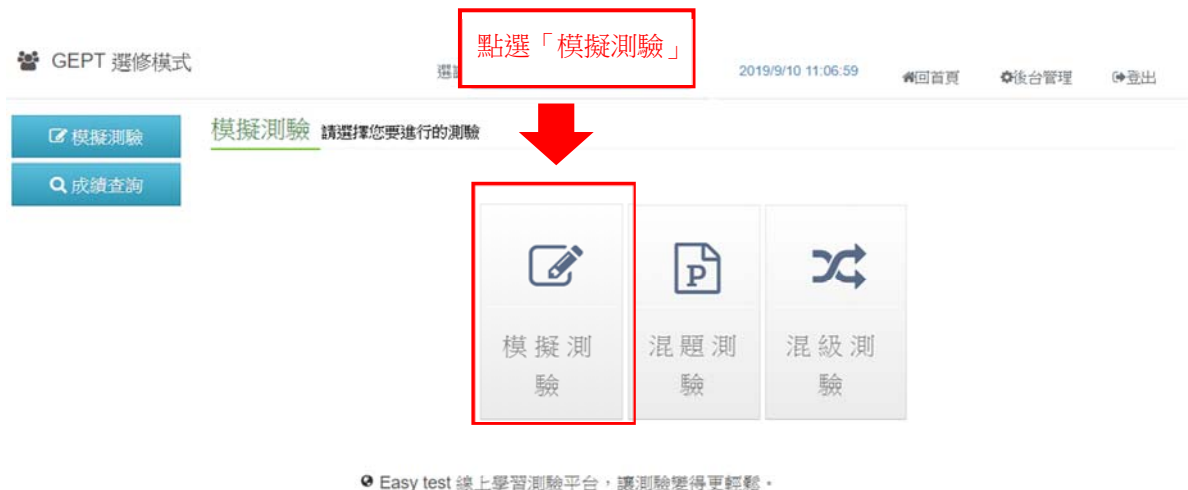 點選「模擬測驗」
GEPT 選修模式
2019/9/10 11:06:59
回首頁
後台管理
登出
模擬測驗
模擬測驗 請選擇您要進行的測驗
成績查詢
模擬測
驗
P
混題測
驗
混級測
驗
Easy test 線上學習測驗平台，讓測驗變得更輕鬆。